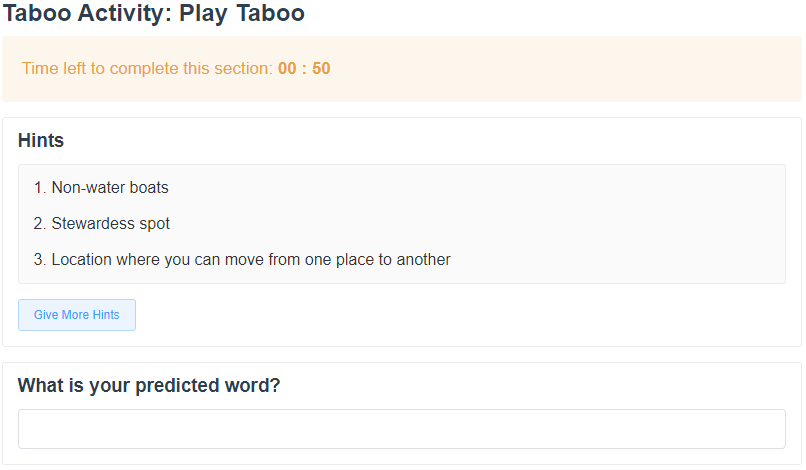 Taboo Activity: Play Taboo
Time left to complete this section: 00 : 50
Hints
1. Non-water boats
2. Stewardess spot
3. Location where you can move from one place to another
Give More Hints
What is your predicted word?